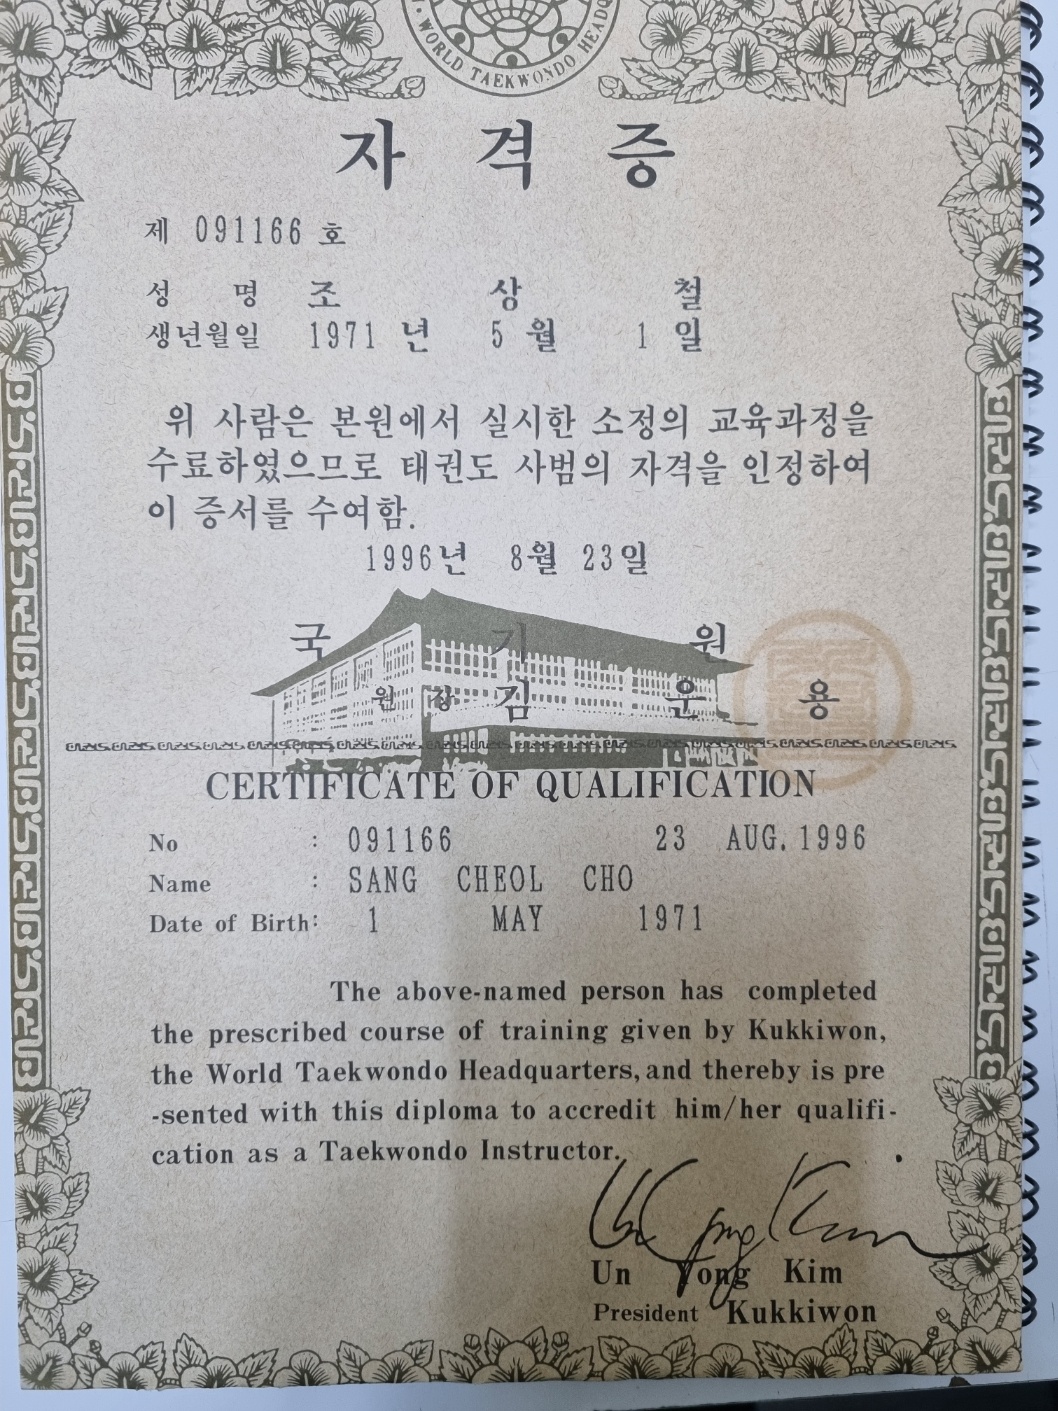 WORLD TAEKWONDO
자 격 증
제 091166 호
성 명 조 상 철
생년월일 1971 년 5 월 1 일
위 사람은 본원에서 실시한 소정의 교육과정을
수료하였으므로 태권도 사범의 자격을 인정하여
이 증서를 수여함.
1996년 8월 23일
국 기 원
원 장 김 운 용
CERTIFICATE OF QUALIFICATION
No : 091166 23 AUG. 1996
Name : SANG CHEOL CHO
Date of Birth: 1 MAY 1971
The above-named person has completed
the prescribed course of training given by Kukkiwon,
the World Taekwondo Headquarters, and thereby is pre
-sented with this diploma to accredit him/her qualifi-
cation as a Taekwondo Instructor.
Un Yong Kim
Un Yong Kim
President Kukkiwon